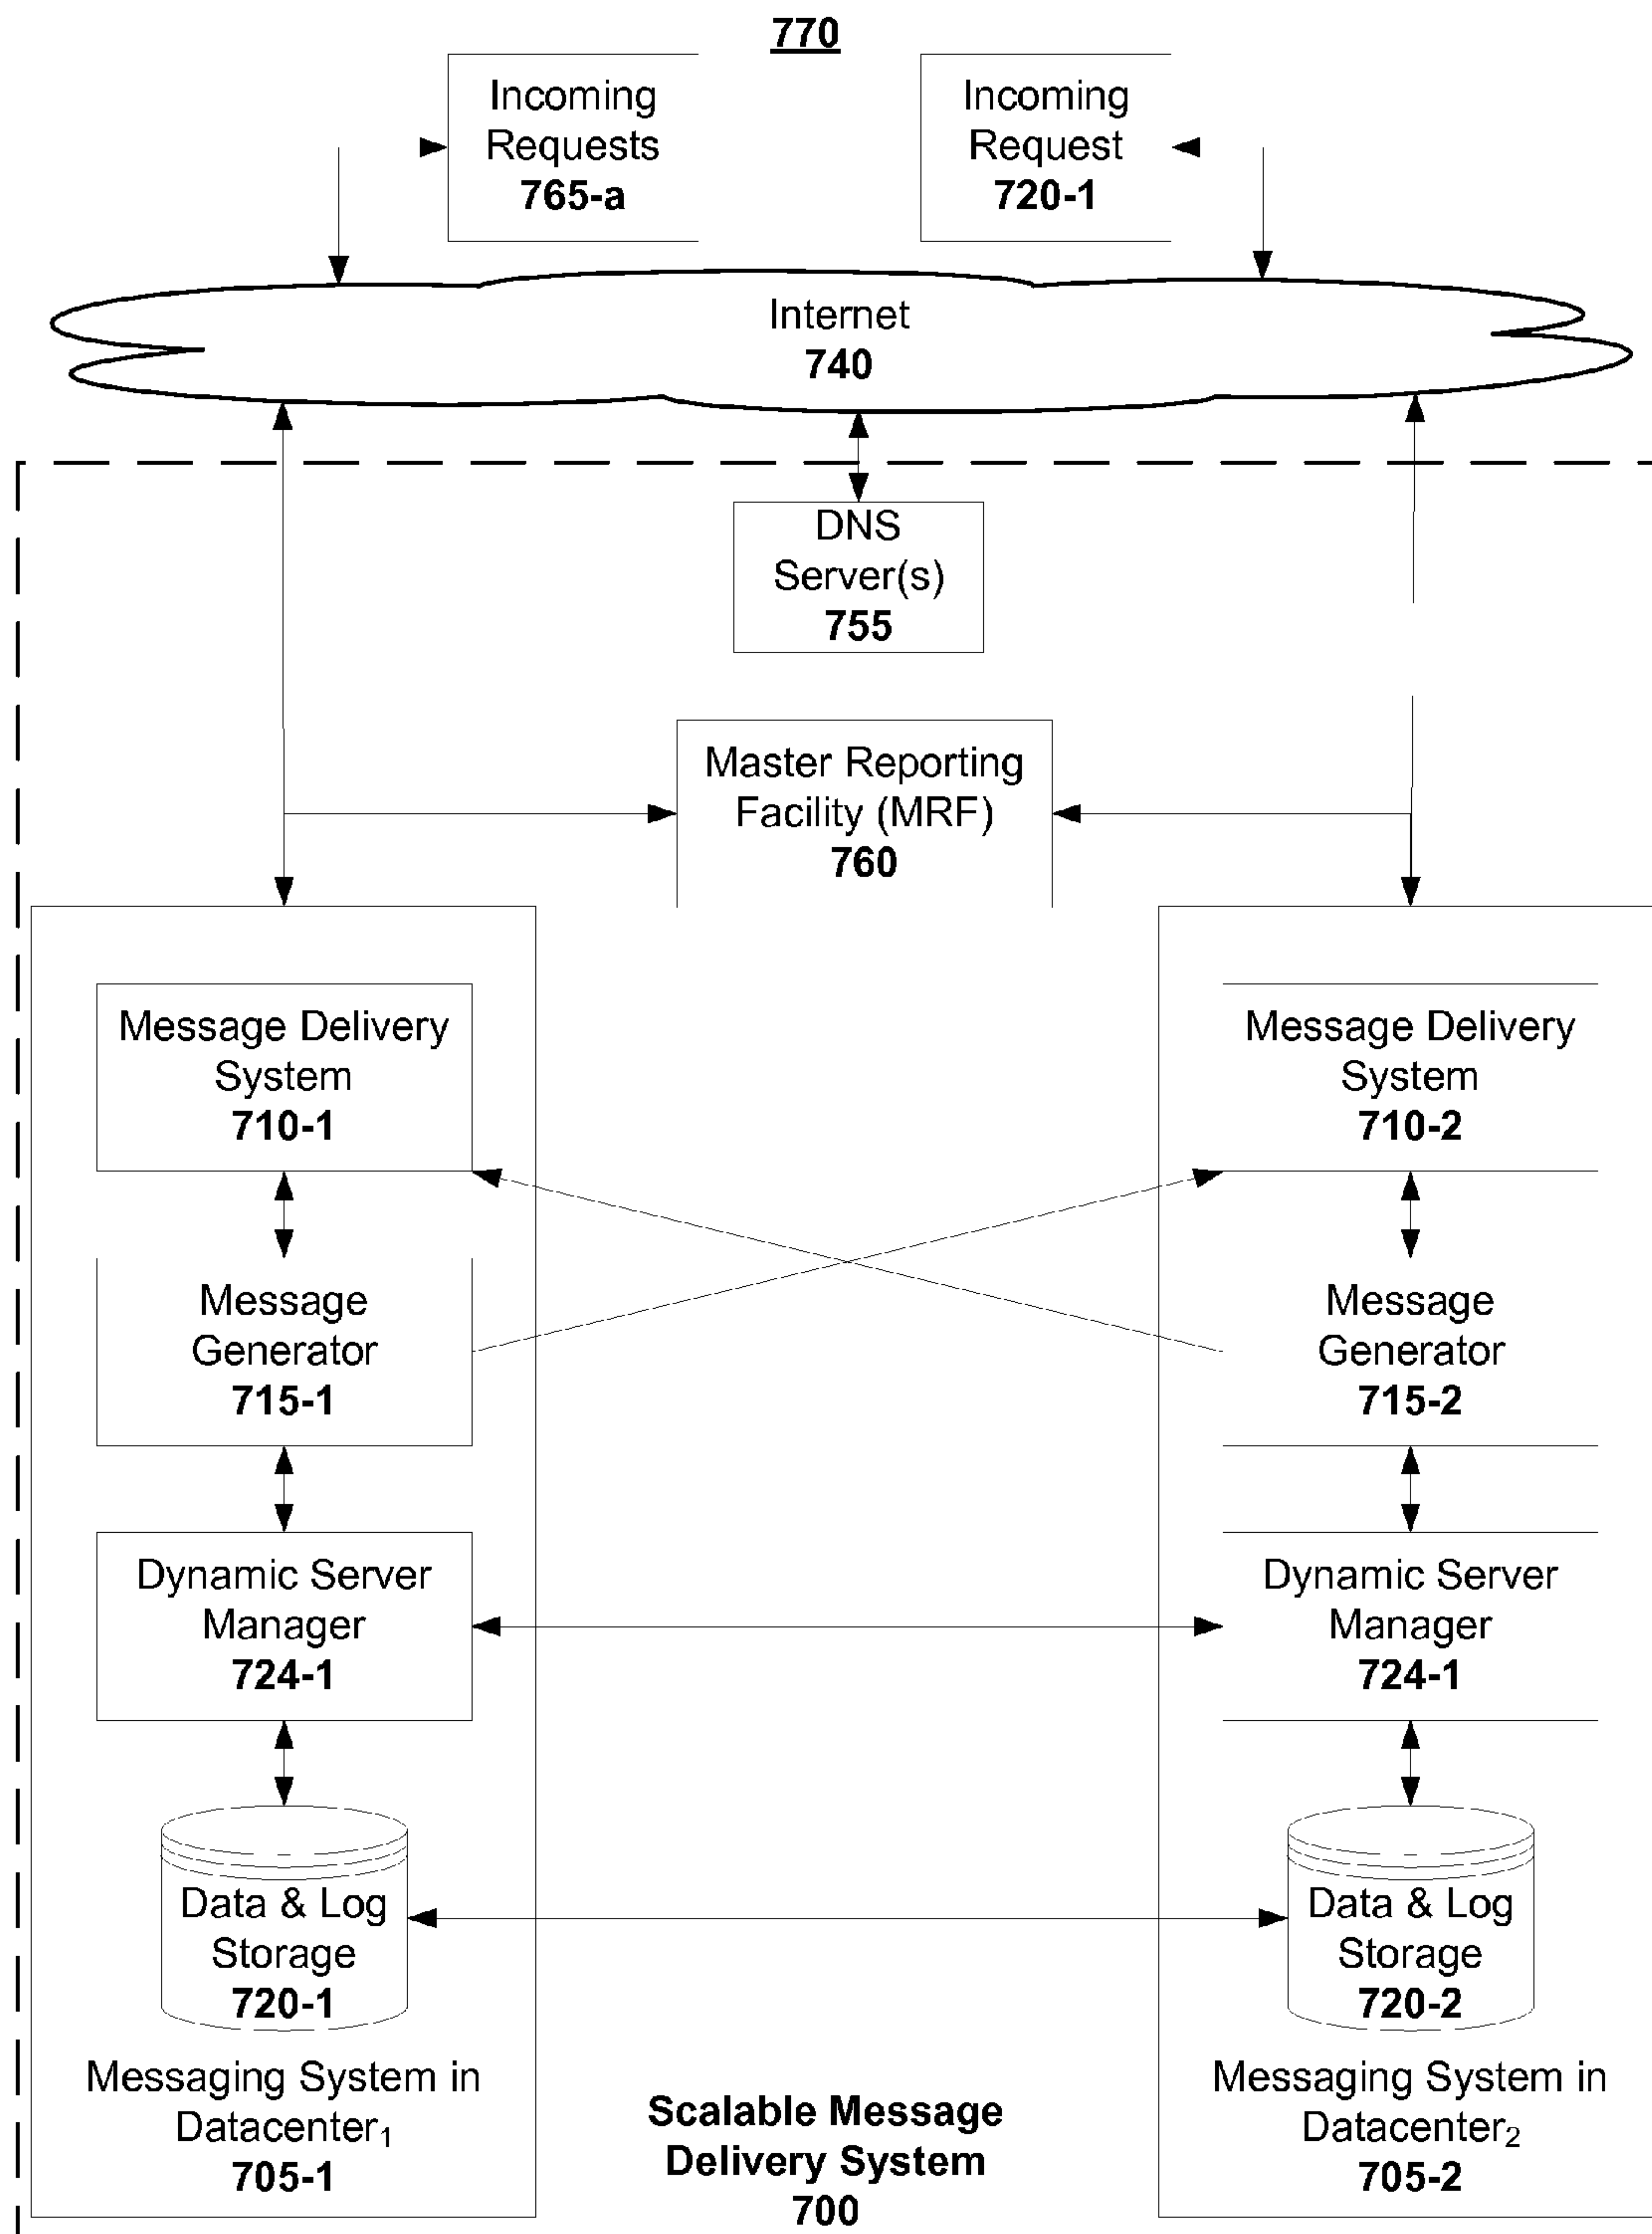 770
Incoming
Requests
765-a
Incoming
Request
720-1
Internet
740
DNS
Server(s)
755
Master Reporting
Facility (MRF)
760
Message Delivery
System
710-1
Message Delivery
System
710-2
Message
Generator
715-1
Message
Generator
715-2
Dynamic Server
Manager
724-1
Dynamic Server
Manager
724-1
Data & Log
Storage
720-1
Data & Log
Storage
720-2
Messaging System in
Datacenter₁
705-1
Scalable Message
Delivery System
700
Messaging System in
Datacenter₂
705-2